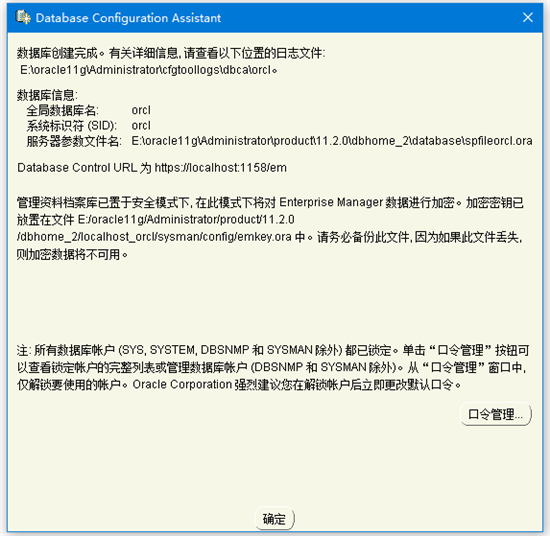 Database Configuration Assistant
数据库创建完成。有关详细信息, 请查看以下位置的日志文件:
E:\oracle11g\Administrator\cfgtoollogs\dbca\orcl。
数据库信息:
全局数据库名: orcl
系统标识符 (SID): orcl
服务器参数文件名: E:\oracle11g\Administrator\product\11.2.0\dbhome_2\database\spfileorcl.ora
Database Control URL 为 https://localhost:1158/em
管理资料档案库已置于安全模式下, 在此模式下将对 Enterprise Manager 数据进行加密。加密密钥已
放置在文件 E:/oracle11g/Administrator/product/11.2.0
/dbhome_2/localhost_orcl/sysman/config/emkey.ora 中。请务必备份此文件, 因为如果此文件丢失,
则加密数据将不可用。
注: 所有数据库帐户 (SYS, SYSTEM, DBSNMP 和 SYSMAN 除外) 都已锁定。单击“口令管理”按钮可
以查看锁定帐户的完整列表或管理数据库帐户 (DBSNMP 和 SYSMAN 除外)。从“口令管理”窗口中,
仅解锁要使用的帐户。Oracle Corporation 强烈建议您在解锁帐户后立即更改默认口令。
口令管理...
确定